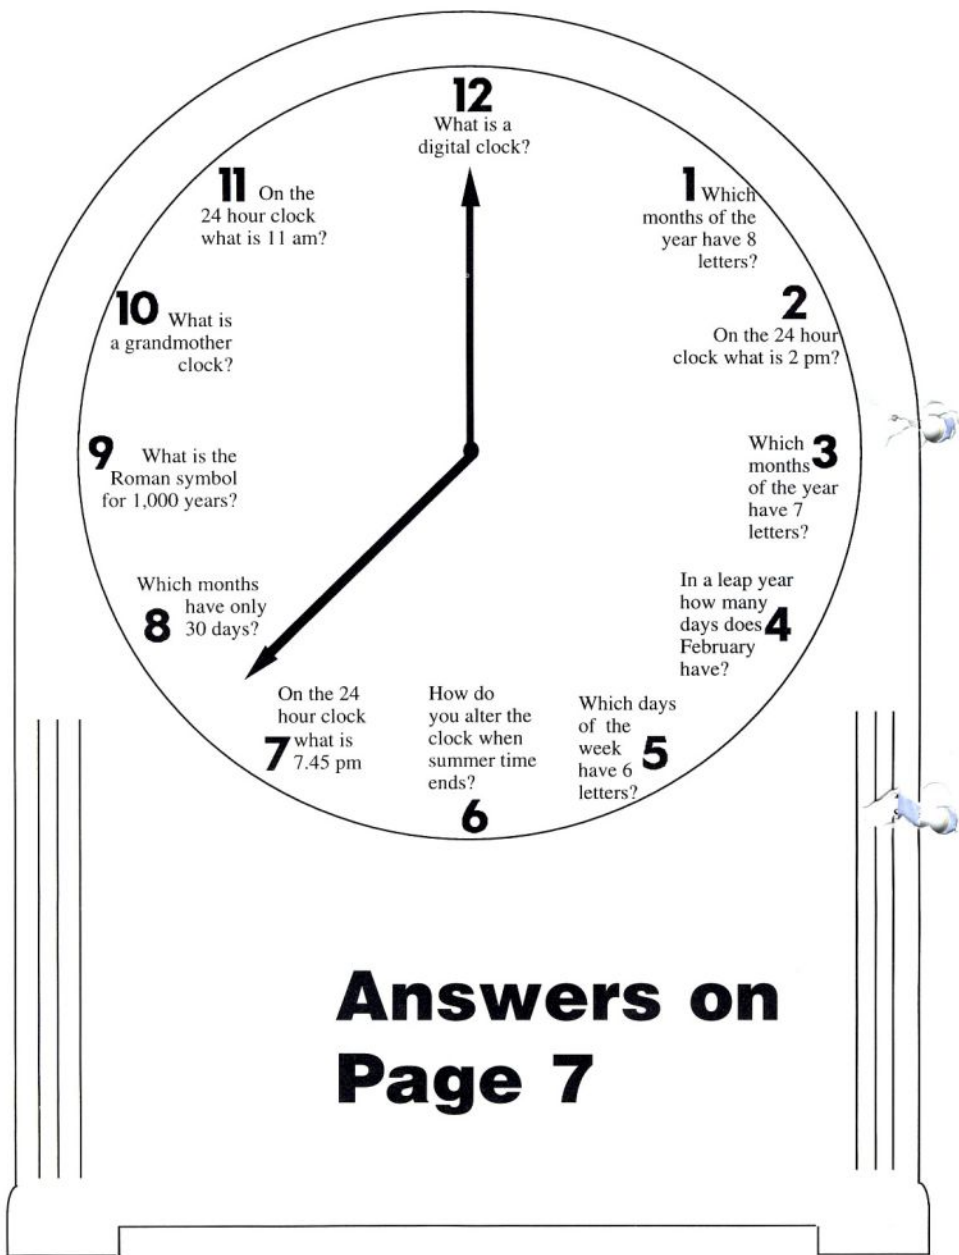 12
What is a
digital clock?
1 Which
months of the
year have 8
letters?
2
On the 24 hour
clock what is 2 pm?
Which 3
months
of the year
have 7
letters?
In a leap year
how many
days does 4
February
have?
Which days
of the
week 5
have 6
letters?
How do
you alter the
clock when
summer time
ends?
6
On the 24
hour clock
7 what is
7.45 pm
Which months
have only
8 30 days?
9 What is the
Roman symbol
for 1,000 years?
10 What is
a grandmother
clock?
11 On the
24 hour clock
what is 11 am?
Answers on
Page 7